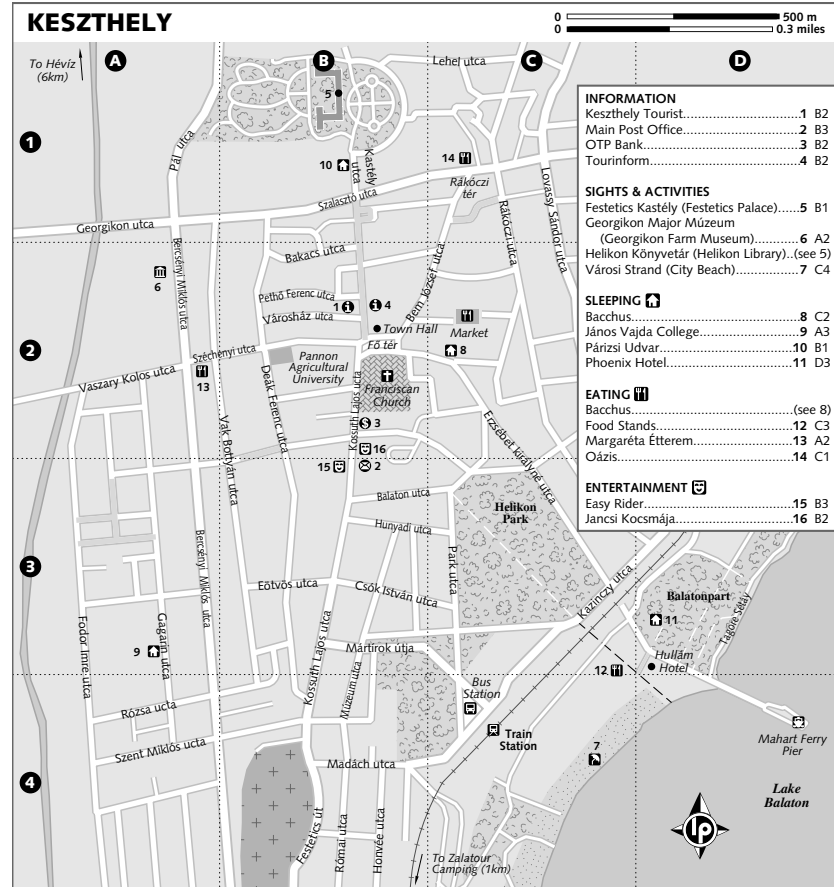 KESZTHELY
0 500 m
0 0.3 miles
To Hévíz
(6km)
A
B
C
D
1
2
3
4
INFORMATION
Keszthely Tourist 1 B2
Main Post Office 2 B3
OTP Bank 3 B2
Tourinform 4 B2
SIGHTS & ACTIVITIES
Festetics Kastély (Festetics Palace) 5 B1
Georgikon Major Múzeum
(Georgikon Farm Museum) 6 A2
Helikon Könyvetár (Helikon Library)..(see 5)
Városi Strand (City Beach) 7 C4
SLEEPING
Bacchus 8 C2
János Vajda College 9 A3
Párizsi Udvar 10 B1
Phoenix Hotel 11 D3
EATING
Bacchus (see 8)
Food Stands 12 C3
Margaréta Étterem 13 A2
Oázis 14 C1
ENTERTAINMENT
Easy Rider 15 B3
Jancsi Kocsmája 16 B2
Lehel utca
5
Pál utca
10
Kastély utca
14
Rákóczi
tér
Szalasztó utca
Georgikon utca
Rákóczi utca
Lovassy Sándor utca
Bercsényi Miklós utca
Bakacs utca
6
Pethő Ferenc utca
1
4
Bem József utca
Városház utca
Town Hall
Market
Fő tér
8
Széchenyi utca
Pannon
Agricultural
University
Vaszary Kolos utca
13
Franciscan
Church
Deák Ferenc utca
Kossuth Lajos utca
3
16
15
2
Vak Bottyán utca
Erzsébet királyné utca
Balaton utca
Helikon
Park
Hunyadi utca
Bercsényi Miklós utca
Park utca
Eötvös utca
Csók István utca
Kazinczy utca
Balatonpart
11
Tagore Sétáy
Fodor Imre utca
Gagarin utca
9
Mártírok útja
Hullám
Hotel
12
Kossuth Lajos utca
Múzeum utca
Bus
Station
Rózsa utca
Szent Miklós ucta
Train
Station
7
Mahart Ferry
Pier
Madách utca
Lake
Balaton
Festetics út
Római utca
Honvée utca
To Zalatour
Camping (1km)
lp